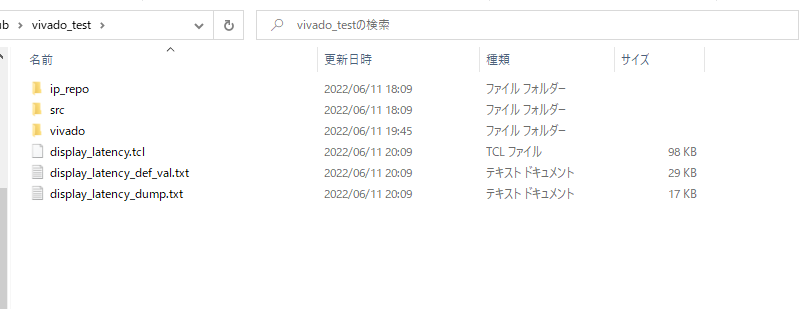 ub › vivado_test ›
vivado_testの検索
名前 更新日時 種類 サイズ
ip_repo 2022/06/11 18:09 ファイル フォルダー
src 2022/06/11 18:09 ファイル フォルダー
vivado 2022/06/11 19:45 ファイル フォルダー
display_latency.tcl 2022/06/11 20:09 TCL ファイル 98 KB
display_latency_def_val.txt 2022/06/11 20:09 テキスト ドキュメント 29 KB
display_latency_dump.txt 2022/06/11 20:09 テキスト ドキュメント 17 KB